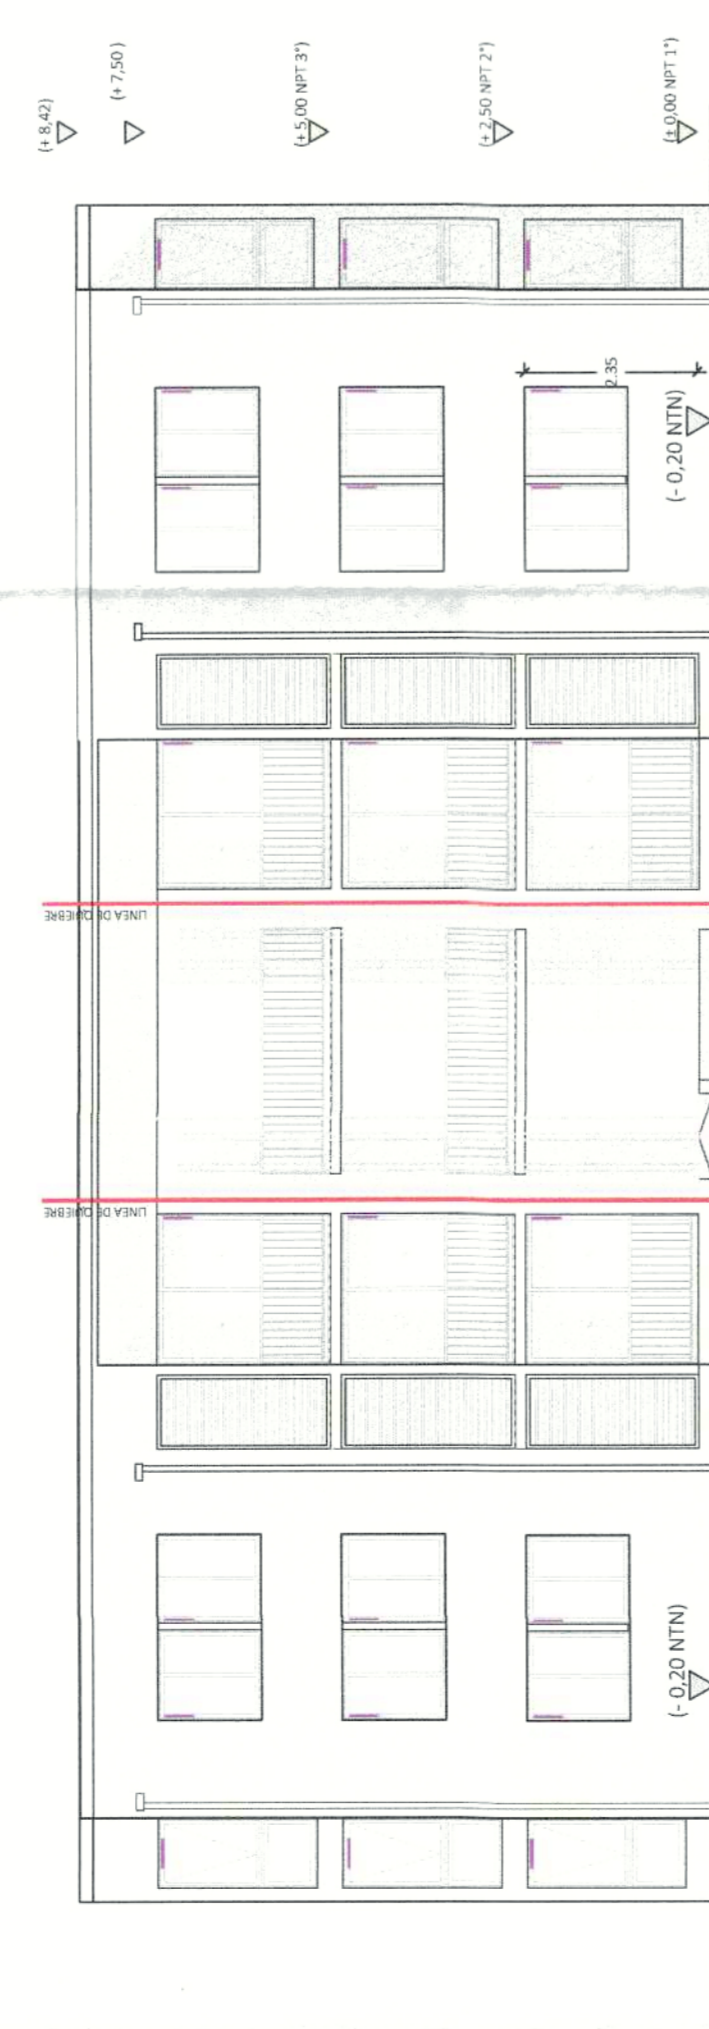 (+ 8,42)
(+ 7,50 )
(+ 5,00 NPT 3°)
(+ 2,50 NPT 2°)
(± 0,00 NPT 1°)
2.35
(- 0,20 NTN)
LINEA DE QUIEBRE
LINEA DE QUIEBRE
(- 0,20 NTN)